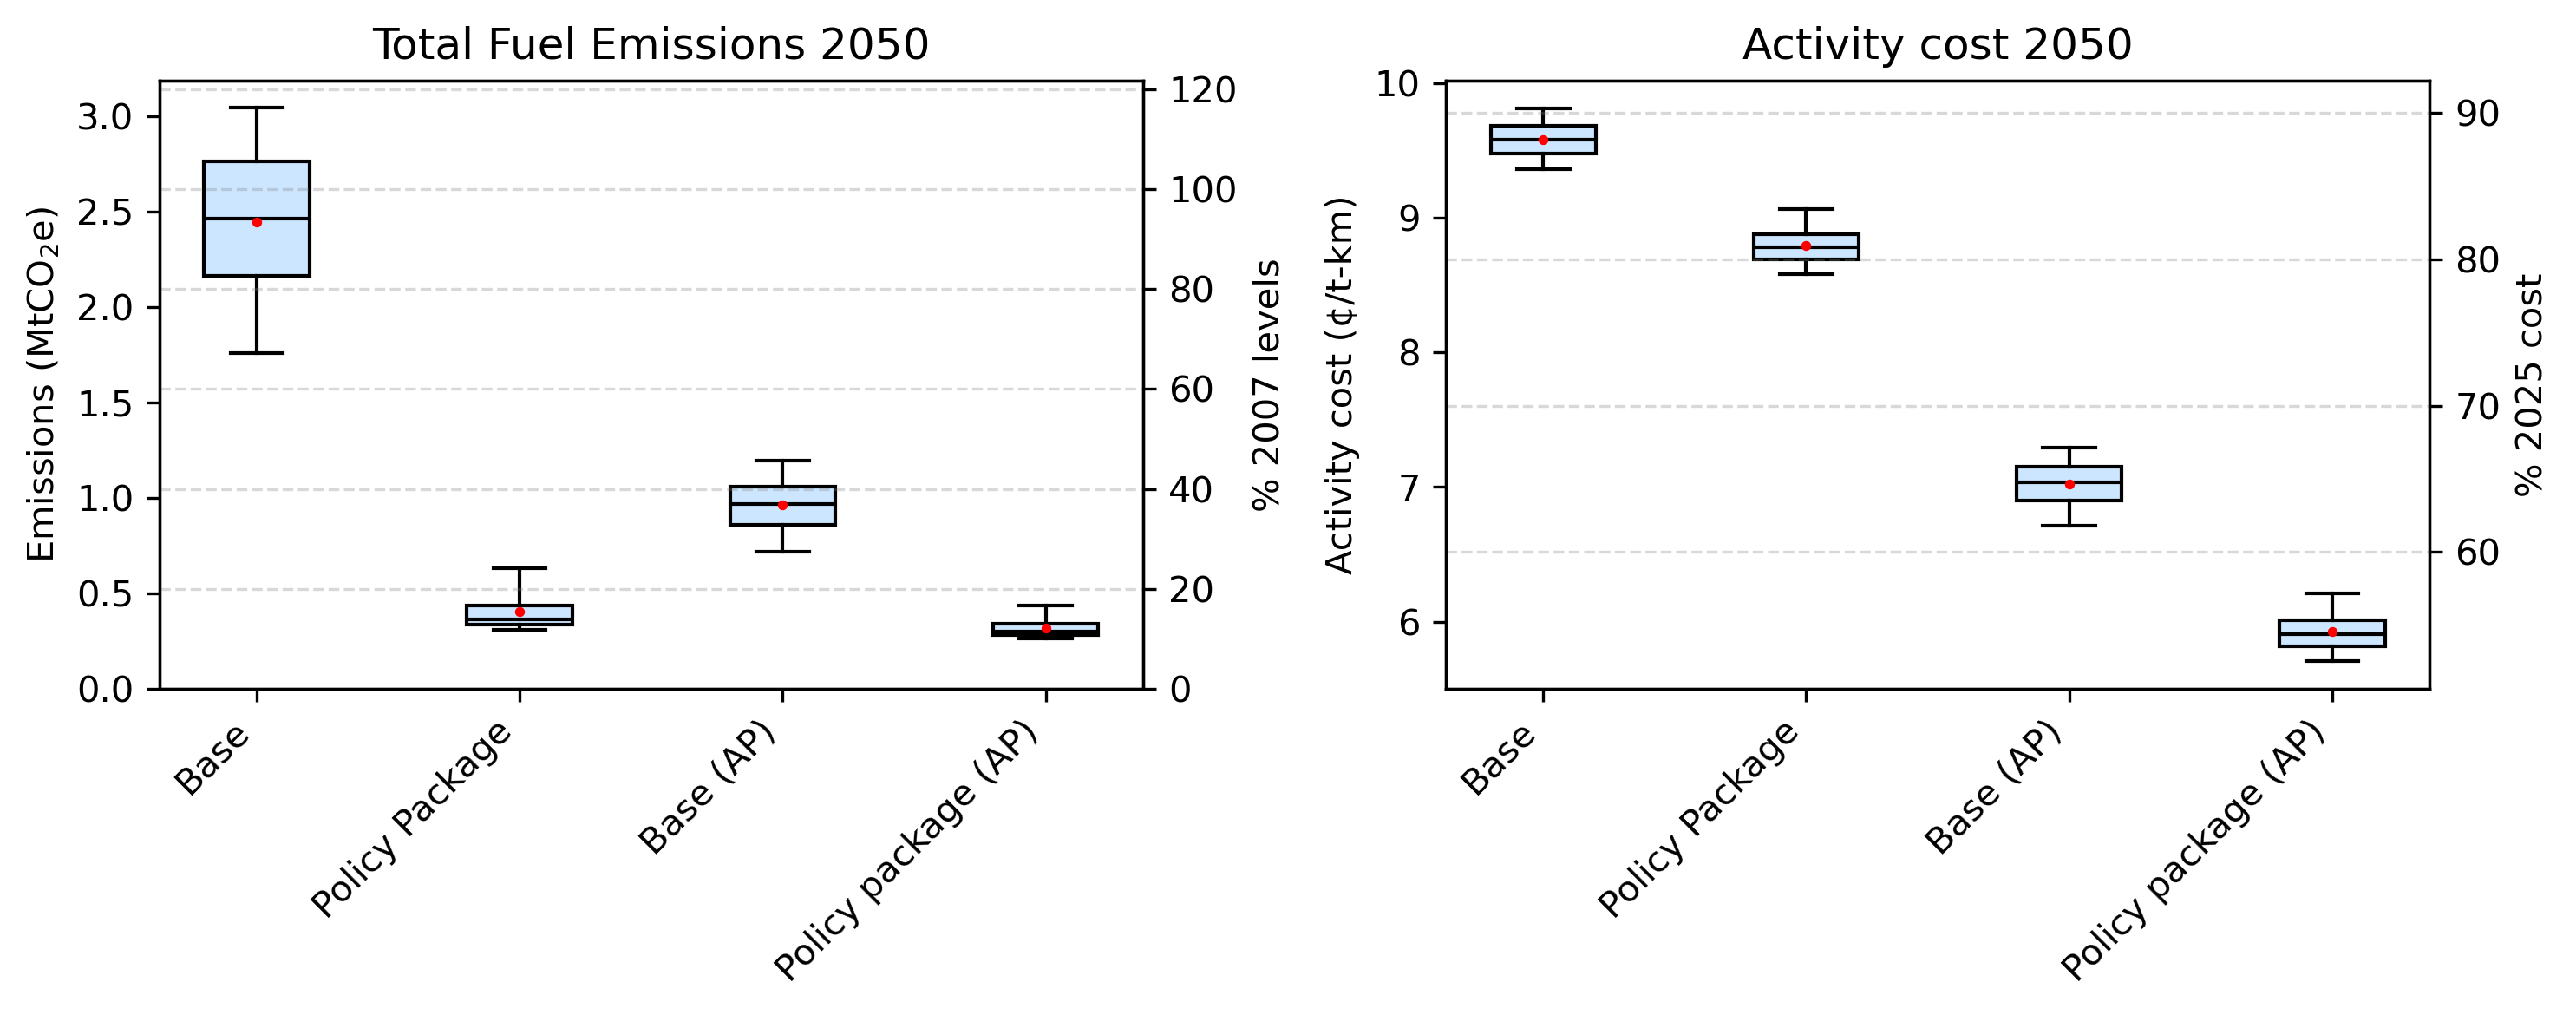 Total Fuel Emissions 2050
Emissions (MtCO₂e)
3.0
2.5
2.0
1.5
1.0
0.5
0.0
120
100
80
60
40
20
0
% 2007 levels
Base
Policy Package
Base (AP)
Policy package (AP)
Activity cost 2050
Activity cost (¢/t-km)
10
9
8
7
6
90
80
70
60
% 2025 cost
Base
Policy Package
Base (AP)
Policy package (AP)